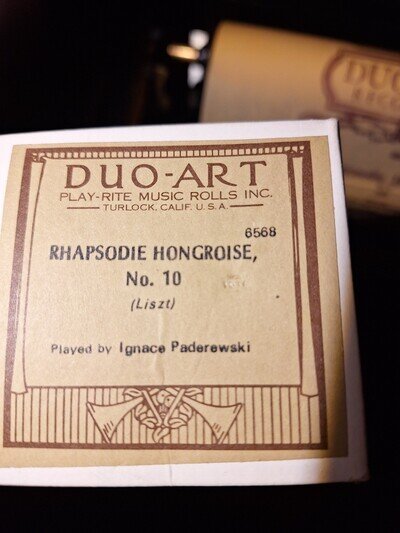 DUO-ART
PLAY-RITE MUSIC ROLLS INC.
TURLOCK, CALIF. U.S.A.
6568
RHAPSODIE HONGROISE,
No. 10
(Liszt)
Played by Ignace Paderewski
DUO-